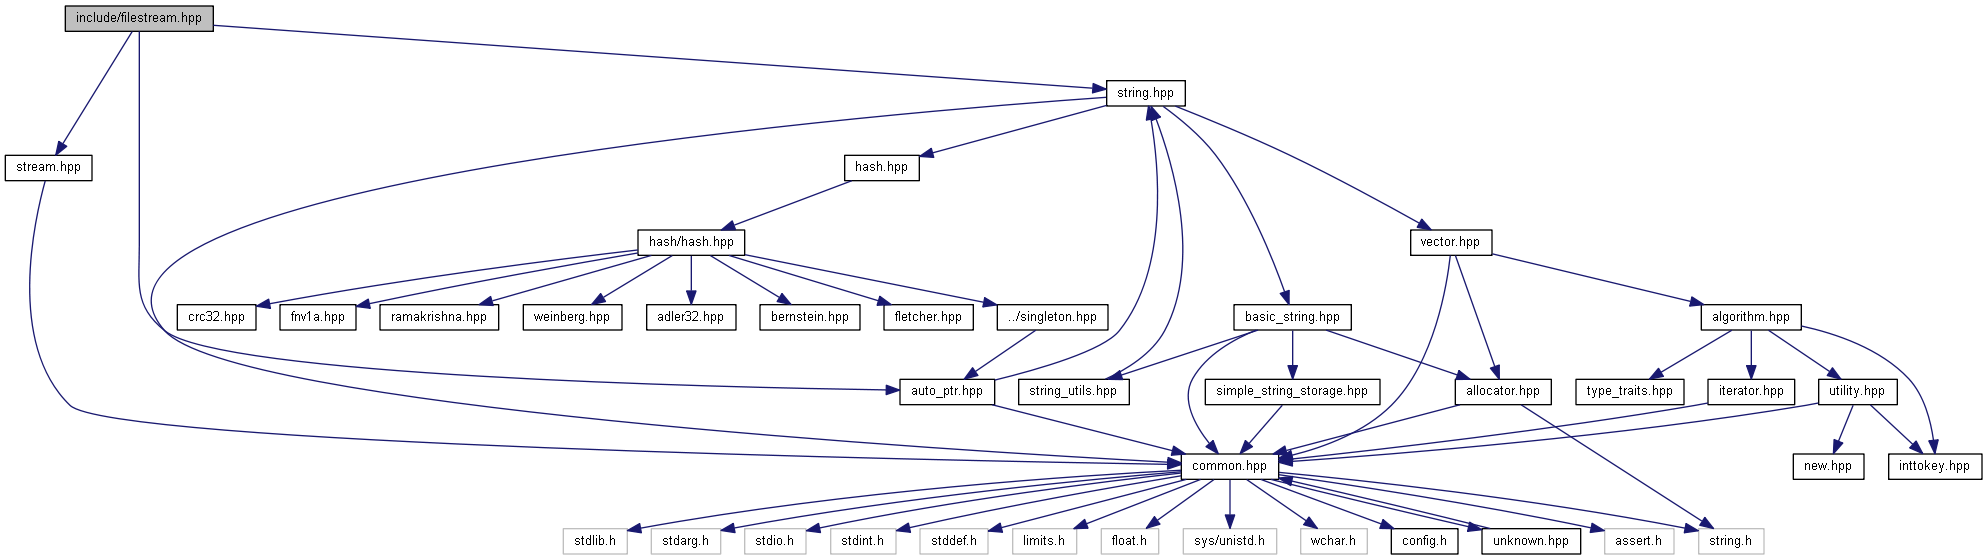 include/filestream.hpp
string.hpp
stream.hpp
hash.hpp
hash/hash.hpp
vector.hpp
crc32.hpp
fnv1a.hpp
ramakrishna.hpp
weinberg.hpp
adler32.hpp
bernstein.hpp
fletcher.hpp
../singleton.hpp
basic_string.hpp
algorithm.hpp
auto_ptr.hpp
string_utils.hpp
simple_string_storage.hpp
allocator.hpp
type_traits.hpp
iterator.hpp
utility.hpp
common.hpp
new.hpp
inttokey.hpp
stdlib.h
stdarg.h
stdio.h
stdint.h
stddef.h
limits.h
float.h
sys/unistd.h
wchar.h
config.h
unknown.hpp
assert.h
string.h